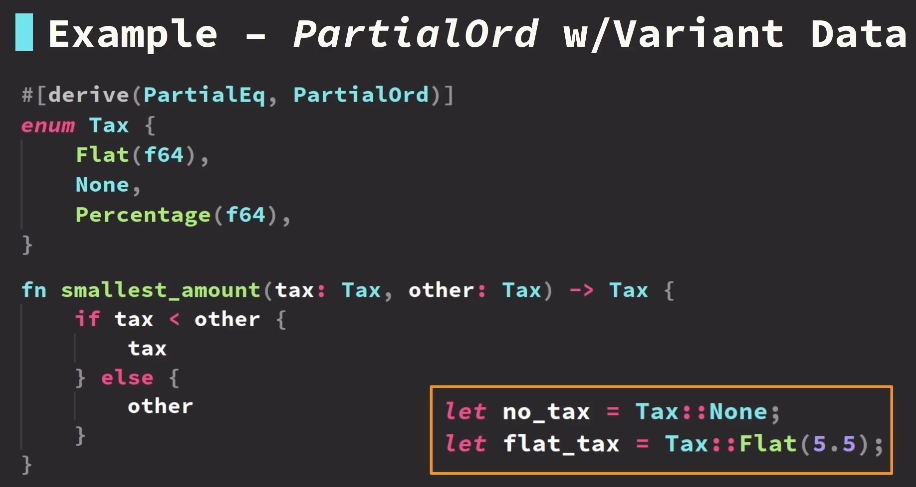 Example – PartialOrd w/Variant Data
#[derive(PartialEq, PartialOrd)]
enum Tax {
    Flat(f64),
    None,
    Percentage(f64),
}
fn smallest_amount(tax: Tax, other: Tax) -> Tax {
    if tax < other {
        tax
    } else {
        other
    }
}
let no_tax = Tax::None;
let flat_tax = Tax::Flat(5.5);